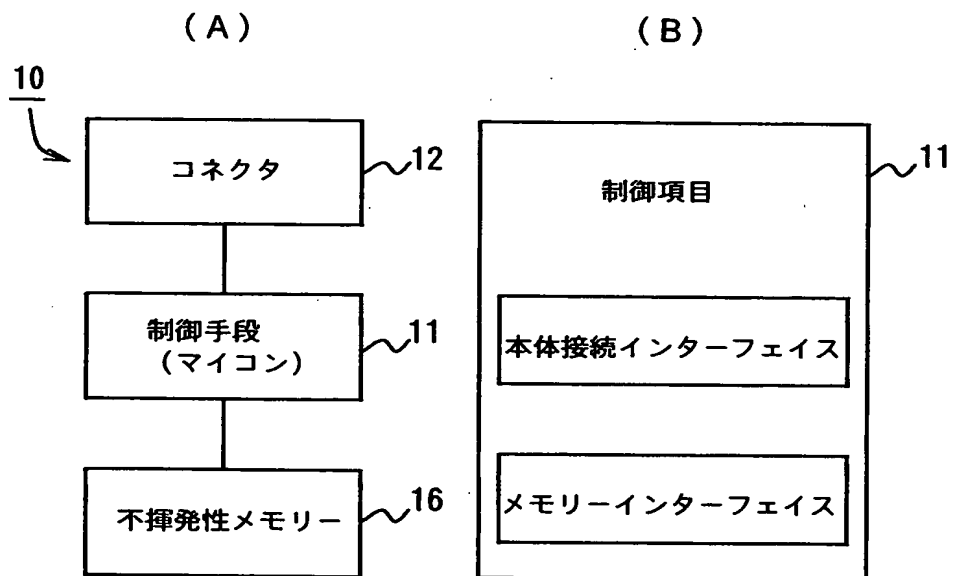 (A)
10
コネクタ
12
制御手段
(マイコン)
11
不揮発性メモリー
16
(B)
11
制御項目
本体接続インターフェイス
メモリーインターフェイス